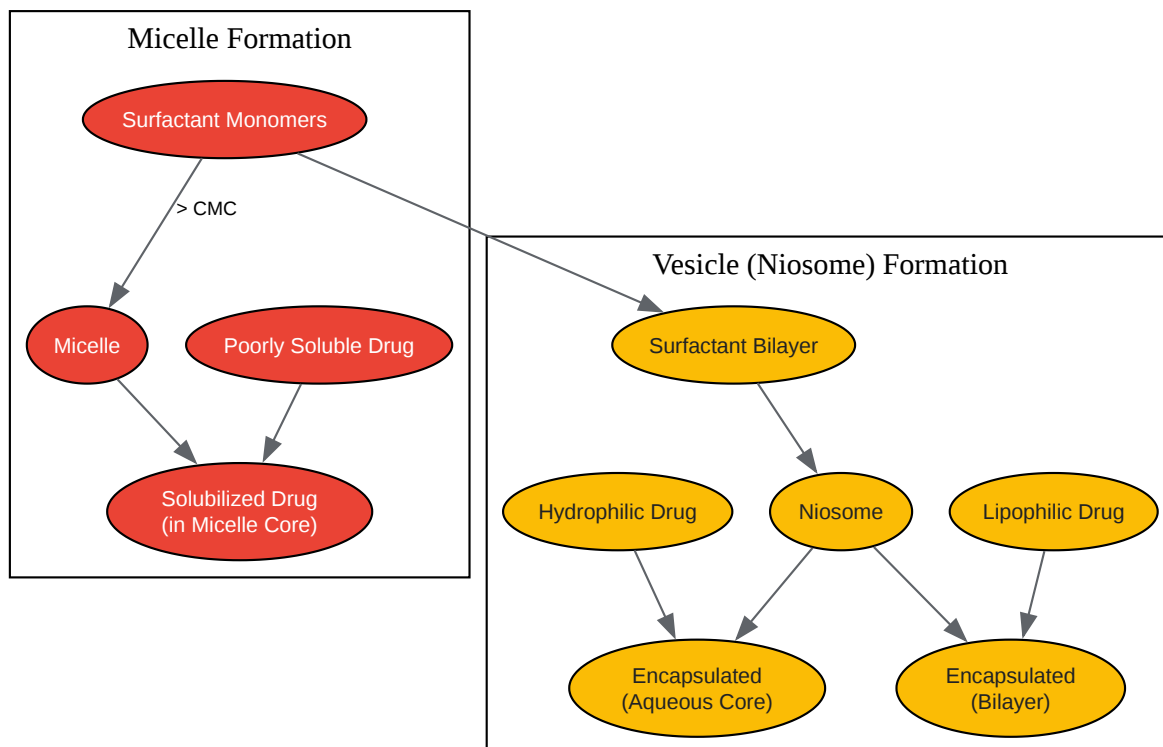 Micelle Formation
Surfactant Monomers
> CMC
Micelle
Poorly Soluble Drug
Solubilized Drug
(in Micelle Core)
Vesicle (Niosome) Formation
Surfactant Bilayer
Hydrophilic Drug
Niosome
Lipophilic Drug
Encapsulated
(Aqueous Core)
Encapsulated
(Bilayer)